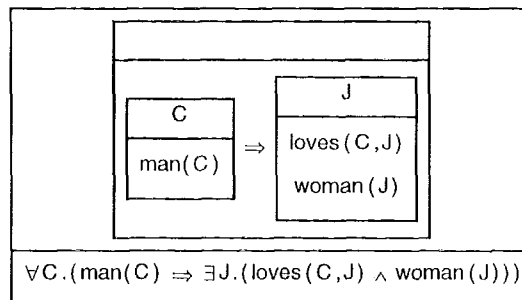 C
man(C)
⇒
J
loves(C,J)
woman(J)
∀C.(man(C) ⇒ ∃J.(loves(C,J) ∧ woman(J)))